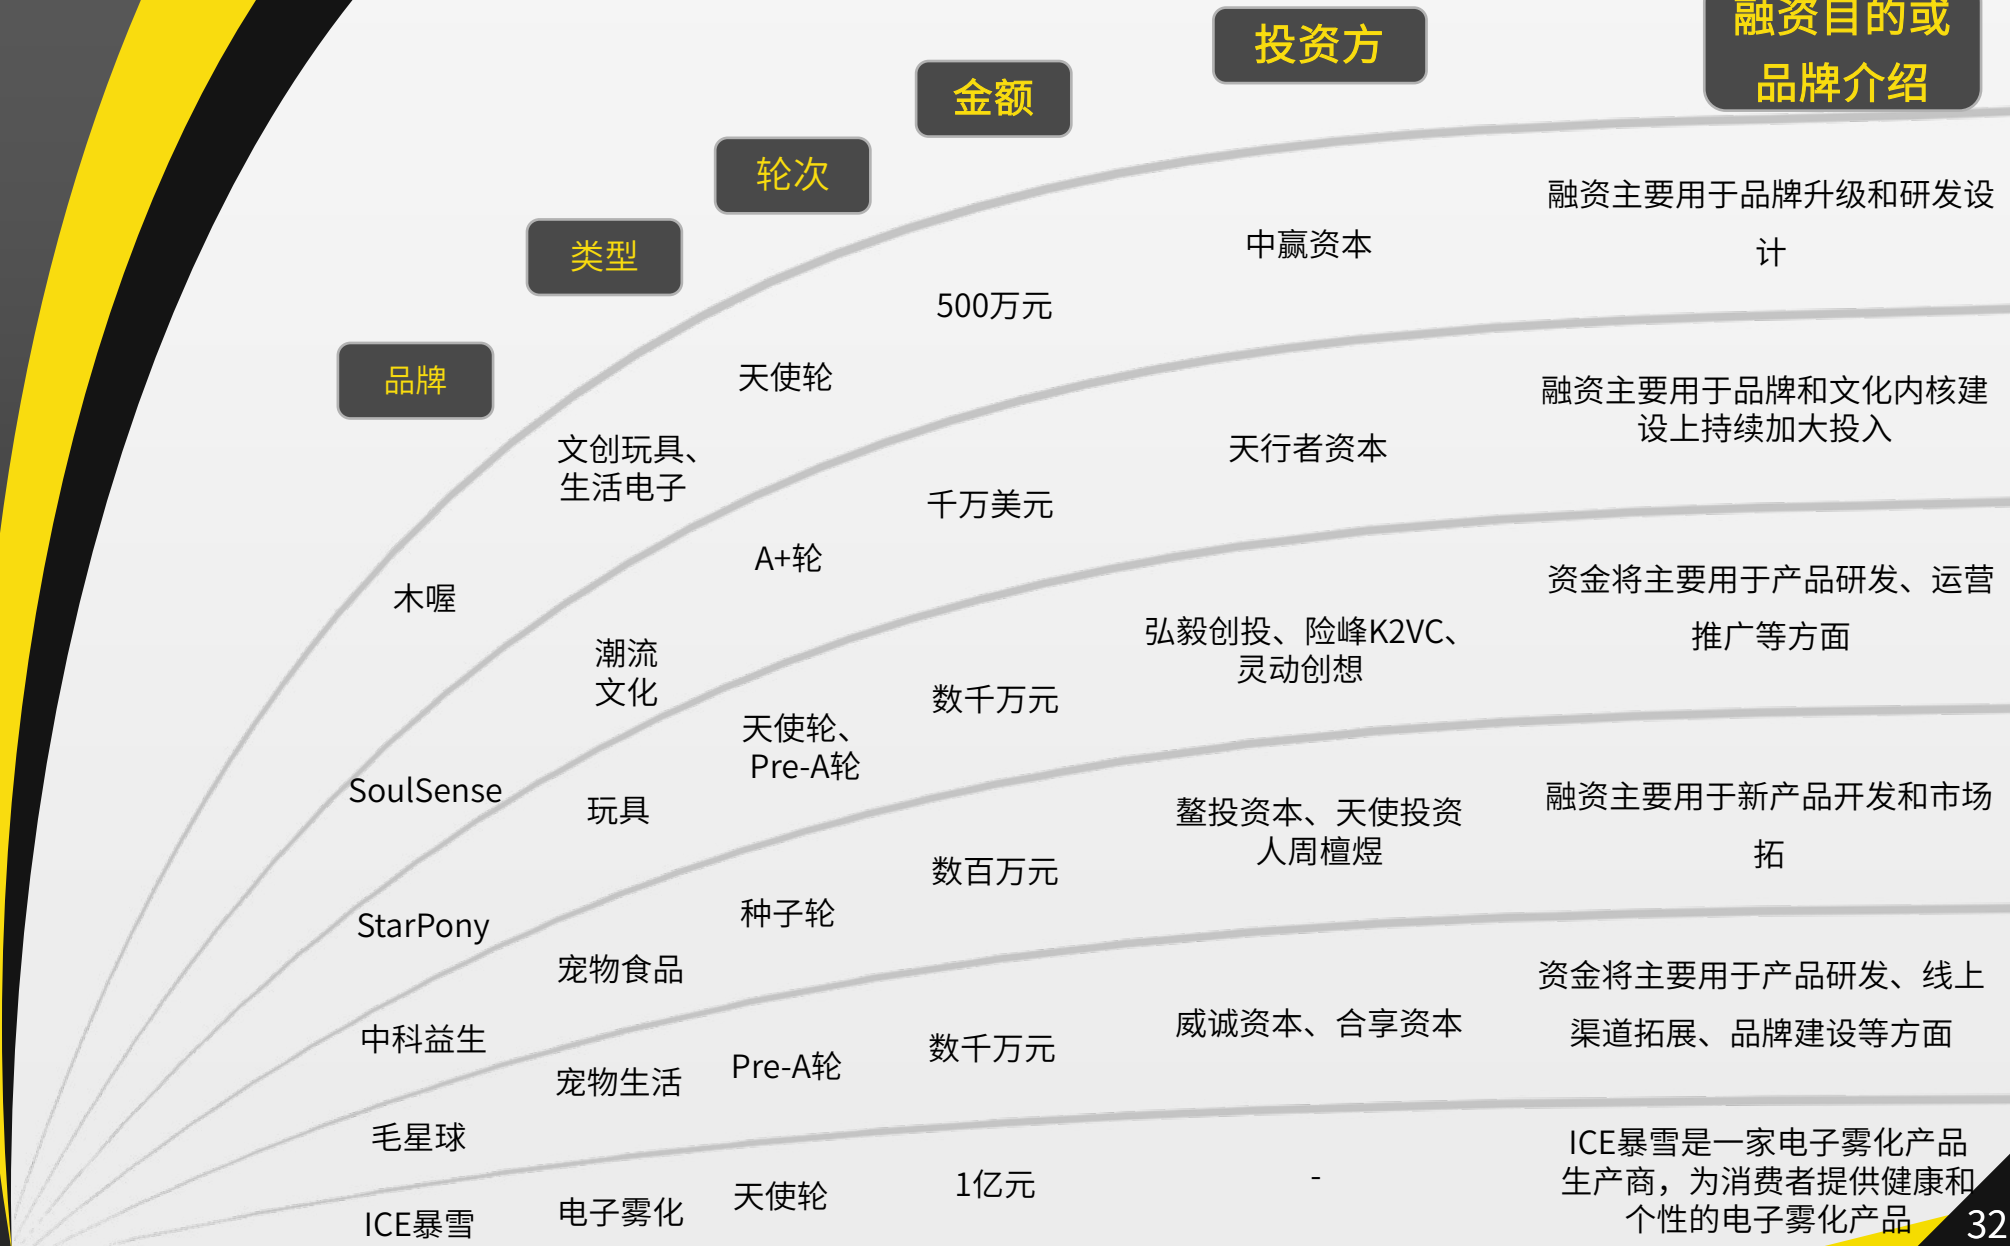 品牌
类型
轮次
金额
投资方
融资目的或
品牌介绍
木喔
文创玩具、
生活电子
天使轮
500万元
中赢资本
融资主要用于品牌升级和研发设
计
SoulSense
潮流
文化
A+轮
千万美元
天行者资本
融资主要用于品牌和文化内核建
设上持续加大投入
StarPony
玩具
天使轮、
Pre-A轮
数千万元
弘毅创投、险峰K2VC、
灵动创想
资金将主要用于产品研发、运营
推广等方面
中科益生
宠物食品
种子轮
数百万元
鳌投资本、天使投资
人周檀煜
融资主要用于新产品开发和市场
拓
毛星球
宠物生活
Pre-A轮
数千万元
威诚资本、合享资本
资金将主要用于产品研发、线上
渠道拓展、品牌建设等方面
ICE暴雪
电子雾化
天使轮
1亿元
-
ICE暴雪是一家电子雾化产品
生产商，为消费者提供健康和
个性的电子雾化产品
32